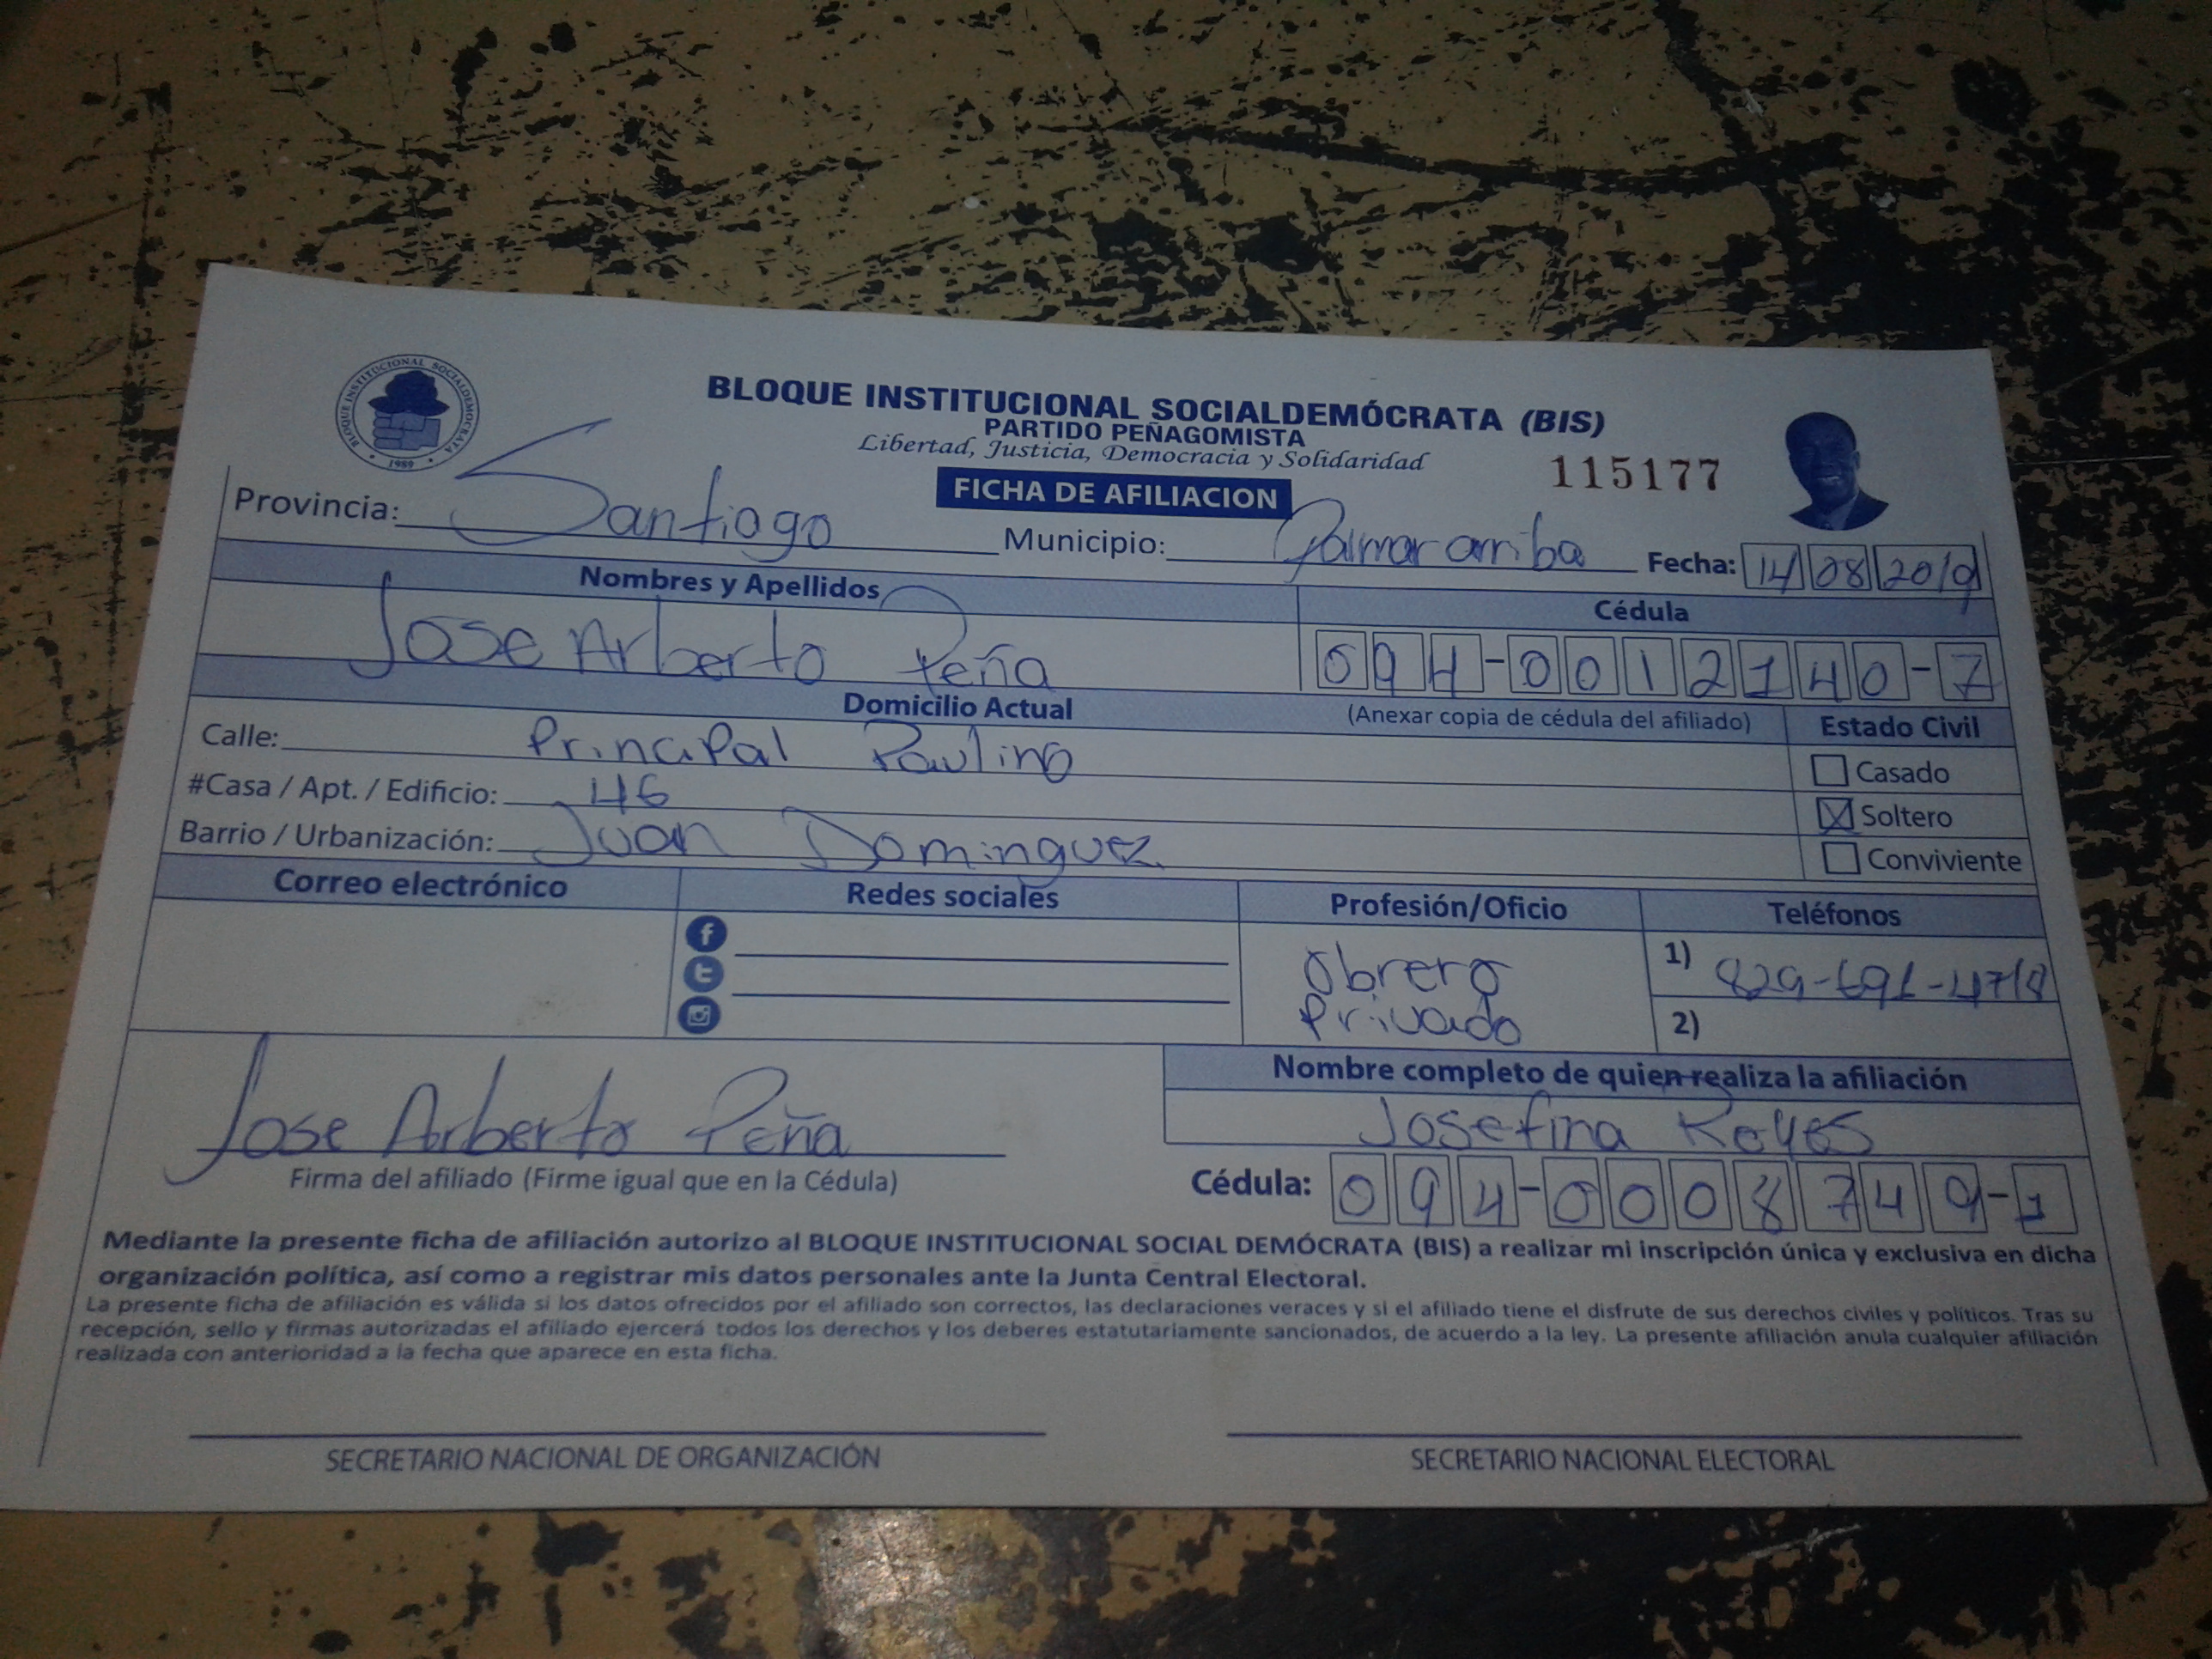 BLOQUE INSTITUCIONAL SOCIALDEMOCRATA
1989
BLOQUE INSTITUCIONAL SOCIALDEMÓCRATA (BIS)
PARTIDO PEÑAGOMISTA
Libertad, Justicia, Democracia y Solidaridad
FICHA DE AFILIACION
115177
Provincia: Santiago Municipio: Palmar arriba Fecha: 14 08 2019
Nombres y Apellidos Cédula
Jose Arberto Peña 094-0012140-7
Domicilio Actual (Anexar copia de cédula del afiliado) Estado Civil
Calle: Principal Paulino Casado
#Casa / Apt. / Edificio: 46 Soltero
Barrio / Urbanización: Juan Dominguez Conviviente
Correo electrónico Redes sociales Profesión/Oficio Teléfonos
Obrero Privado
1) 829-691-4718
2)
Nombre completo de quien realiza la afiliación
Josefina Reyes
Jose Arberto Peña
Firma del afiliado (Firme igual que en la Cédula) Cédula: 094-0008749-1
Mediante la presente ficha de afiliación autorizo al BLOQUE INSTITUCIONAL SOCIAL DEMÓCRATA (BIS) a realizar mi inscripción única y exclusiva en dicha
organización política, así como a registrar mis datos personales ante la Junta Central Electoral.
La presente ficha de afiliación es válida si los datos ofrecidos por el afiliado son correctos, las declaraciones veraces y si el afiliado tiene el disfrute de sus derechos civiles y políticos. Tras su
recepción, sello y firmas autorizadas el afiliado ejercerá todos los derechos y los deberes estatutariamente sancionados, de acuerdo a la ley. La presente afiliación anula cualquier afiliación
realizada con anterioridad a la fecha que aparece en esta ficha.
SECRETARIO NACIONAL DE ORGANIZACIÓN SECRETARIO NACIONAL ELECTORAL